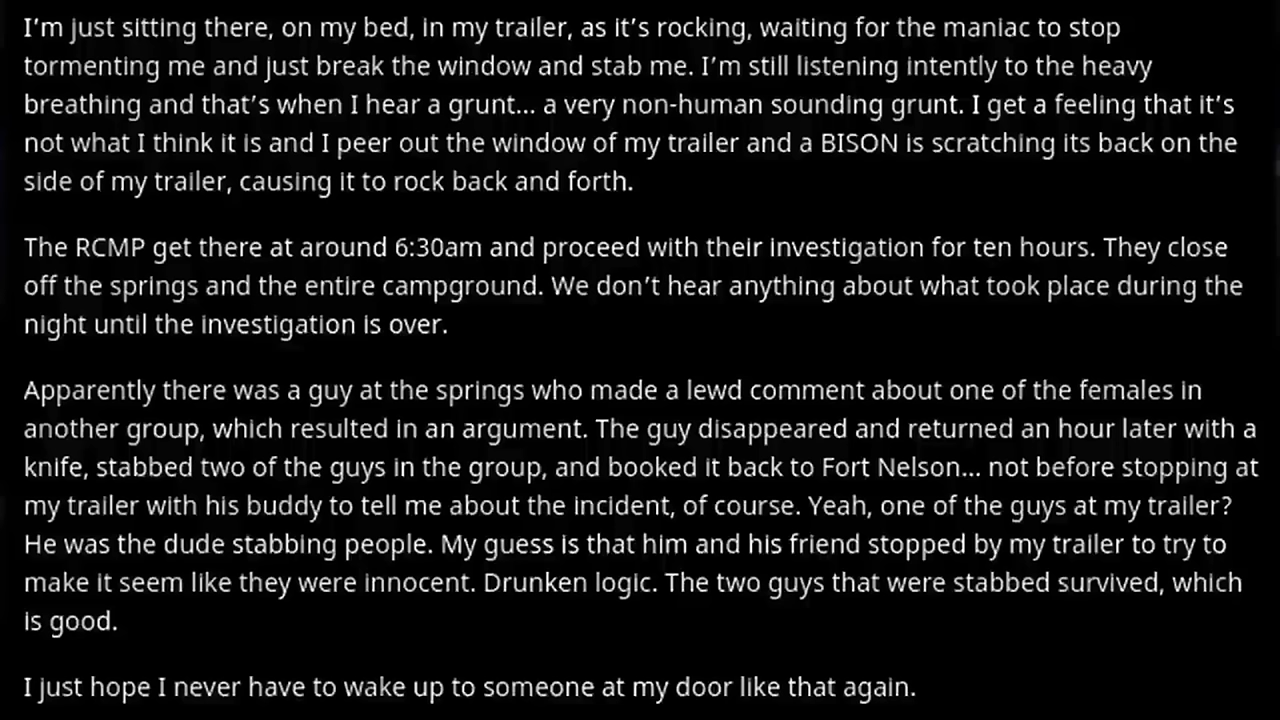 I’m just sitting there, on my bed, in my trailer, as it’s rocking, waiting for the maniac to stop
tormenting me and just break the window and stab me. I’m still listening intently to the heavy
breathing and that’s when I hear a grunt... a very non-human sounding grunt. I get a feeling that it’s
not what I think it is and I peer out the window of my trailer and a BISON is scratching its back on the
side of my trailer, causing it to rock back and forth.
The RCMP get there at around 6:30am and proceed with their investigation for ten hours. They close
off the springs and the entire campground. We don’t hear anything about what took place during the
night until the investigation is over.
Apparently there was a guy at the springs who made a lewd comment about one of the females in
another group, which resulted in an argument. The guy disappeared and returned an hour later with a
knife, stabbed two of the guys in the group, and booked it back to Fort Nelson... not before stopping at
my trailer with his buddy to tell me about the incident, of course. Yeah, one of the guys at my trailer?
He was the dude stabbing people. My guess is that him and his friend stopped by my trailer to try to
make it seem like they were innocent. Drunken logic. The two guys that were stabbed survived, which
is good.
I just hope I never have to wake up to someone at my door like that again.